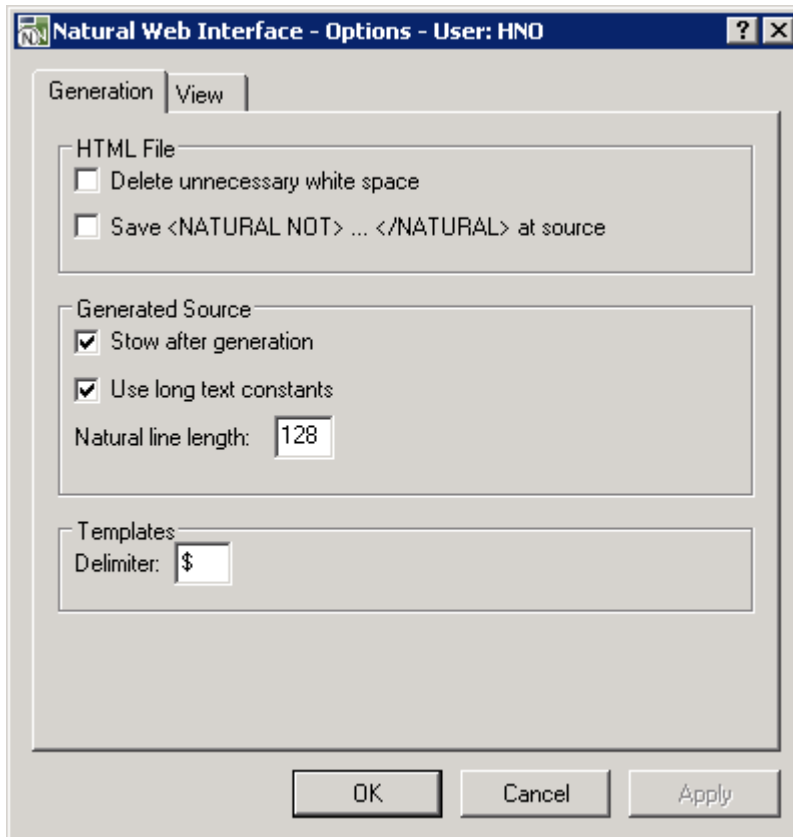 Natural Web Interface - Options - User: HNO
Generation View
HTML File
Delete unnecessary white space
Save <NATURAL NOT> ... </NATURAL> at source
Generated Source
Stow after generation
Use long text constants
Natural line length: 128
Templates
Delimiter: $
OK Cancel Apply